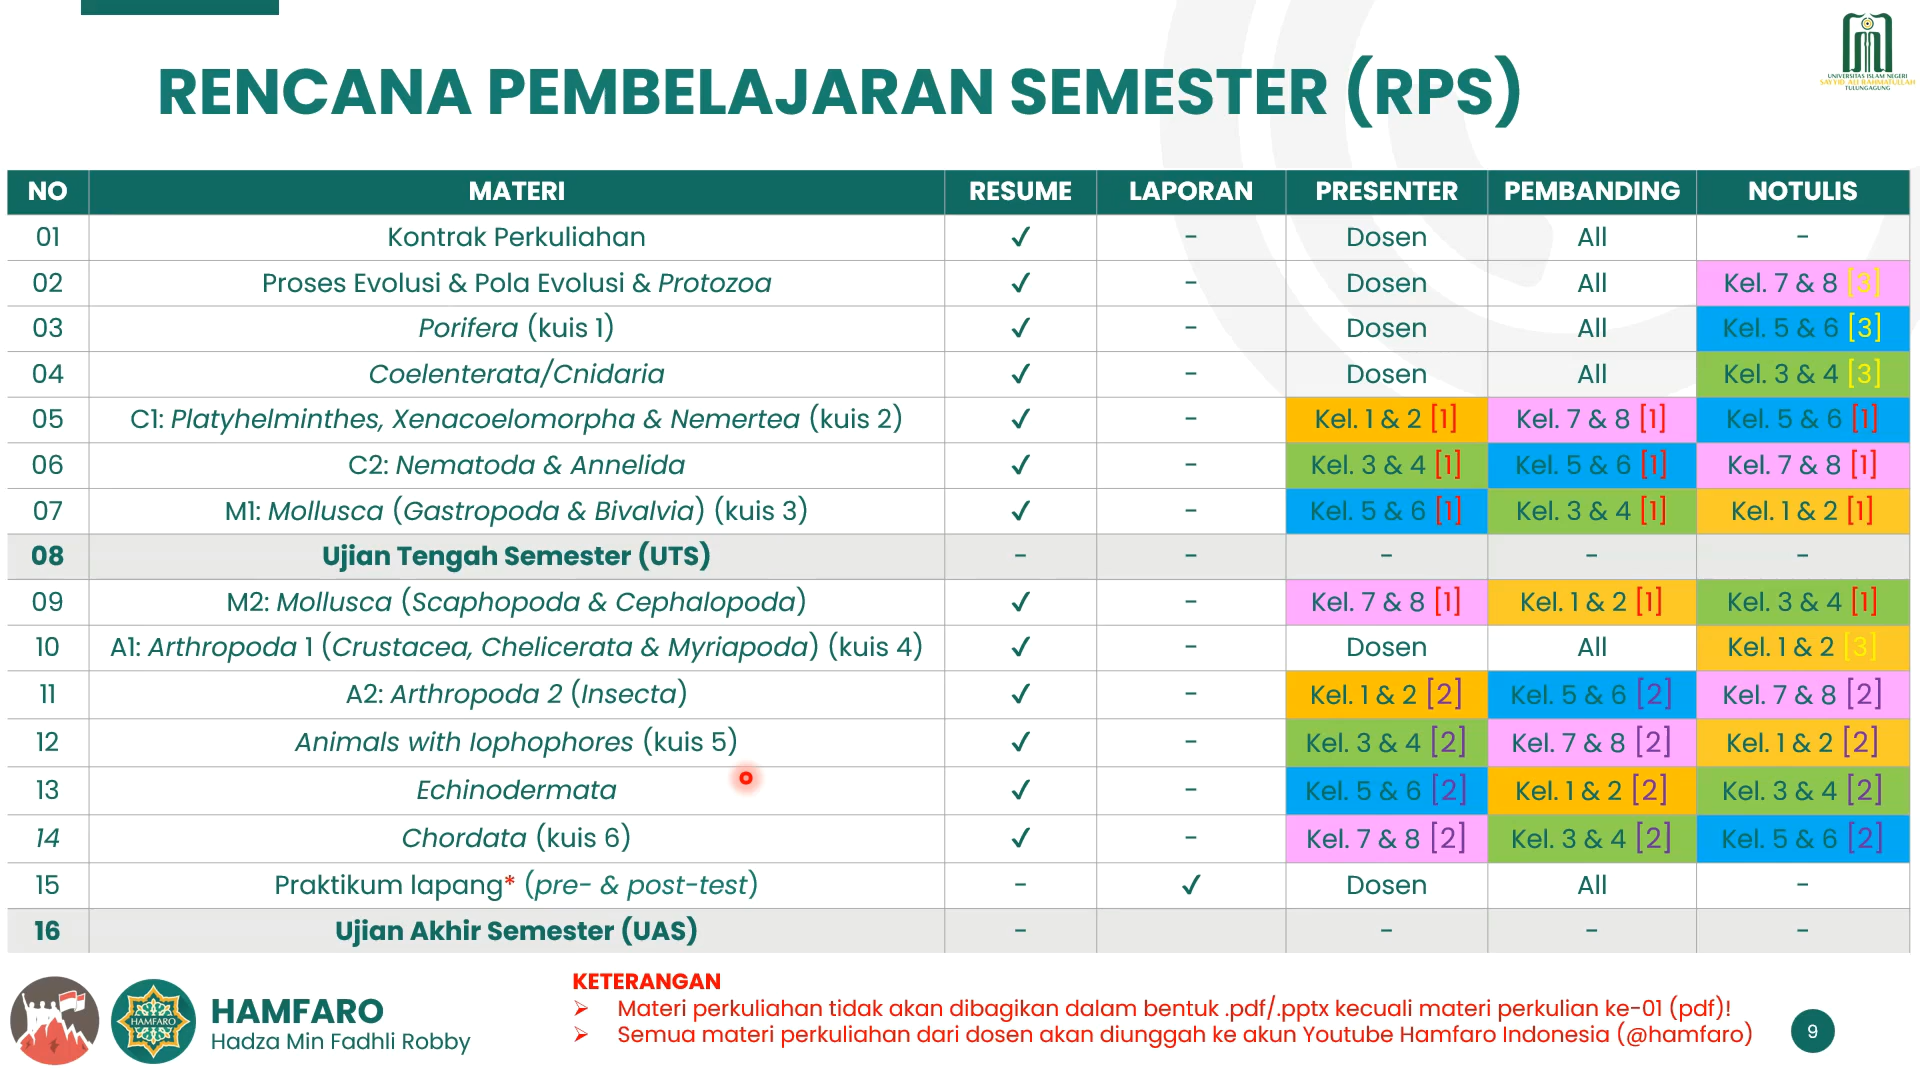 UNIVERSITAS ISLAM NEGERI
SAYYID ALI RAHMATULLAH
TULUNGAGUNG
RENCANA PEMBELAJARAN SEMESTER (RPS)
NO MATERI RESUME LAPORAN PRESENTER PEMBANDING NOTULIS
01 Kontrak Perkuliahan ✓ - Dosen All -
02 Proses Evolusi & Pola Evolusi & Protozoa ✓ - Dosen All Kel. 7 & 8 [3]
03 Porifera (kuis 1) ✓ - Dosen All Kel. 5 & 6 [3]
04 Coelenterata/Cnidaria ✓ - Dosen All Kel. 3 & 4 [3]
05 C1: Platyhelminthes, Xenacoelomorpha & Nemertea (kuis 2) ✓ - Kel. 1 & 2 [1] Kel. 7 & 8 [1] Kel. 5 & 6 [1]
06 C2: Nematoda & Annelida ✓ - Kel. 3 & 4 [1] Kel. 5 & 6 [1] Kel. 7 & 8 [1]
07 M1: Mollusca (Gastropoda & Bivalvia) (kuis 3) ✓ - Kel. 5 & 6 [1] Kel. 3 & 4 [1] Kel. 1 & 2 [1]
08 Ujian Tengah Semester (UTS) - - - - -
09 M2: Mollusca (Scaphopoda & Cephalopoda) ✓ - Kel. 7 & 8 [1] Kel. 1 & 2 [1] Kel. 3 & 4 [1]
10 A1: Arthropoda 1 (Crustacea, Chelicerata & Myriapoda) (kuis 4) ✓ - Dosen All Kel. 1 & 2 [3]
11 A2: Arthropoda 2 (Insecta) ✓ - Kel. 1 & 2 [2] Kel. 5 & 6 [2] Kel. 7 & 8 [2]
12 Animals with lophophores (kuis 5) ✓ - Kel. 3 & 4 [2] Kel. 7 & 8 [2] Kel. 1 & 2 [2]
13 Echinodermata ✓ - Kel. 5 & 6 [2] Kel. 1 & 2 [2] Kel. 3 & 4 [2]
14 Chordata (kuis 6) ✓ - Kel. 7 & 8 [2] Kel. 3 & 4 [2] Kel. 5 & 6 [2]
15 Praktikum lapang* (pre- & post-test) - ✓ Dosen All -
16 Ujian Akhir Semester (UAS) - - - -
HAMFARO
HAMFARO
Hadza Min Fadhli Robby
KETERANGAN
➢ Materi perkuliahan tidak akan dibagikan dalam bentuk .pdf/.pptx kecuali materi perkulian ke-01 (pdf)!
➢ Semua materi perkuliahan dari dosen akan diunggah ke akun Youtube Hamfaro Indonesia (@hamfaro)
9